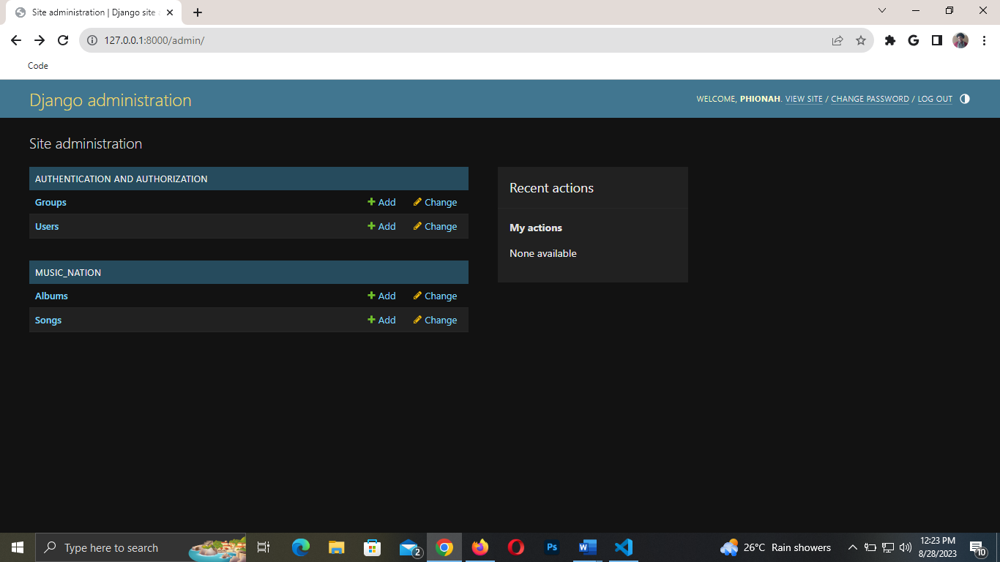 Site administration | Django site a
127.0.0.1:8000/admin/
Code
Django administration
WELCOME, PHIONAH. VIEW SITE / CHANGE PASSWORD / LOG OUT
Site administration
AUTHENTICATION AND AUTHORIZATION
Groups Add Change
Users Add Change
MUSIC_NATION
Albums Add Change
Songs Add Change
Recent actions
My actions
None available
Type here to search
2
Ps
W
26°C Rain showers
12:23 PM
8/28/2023
10